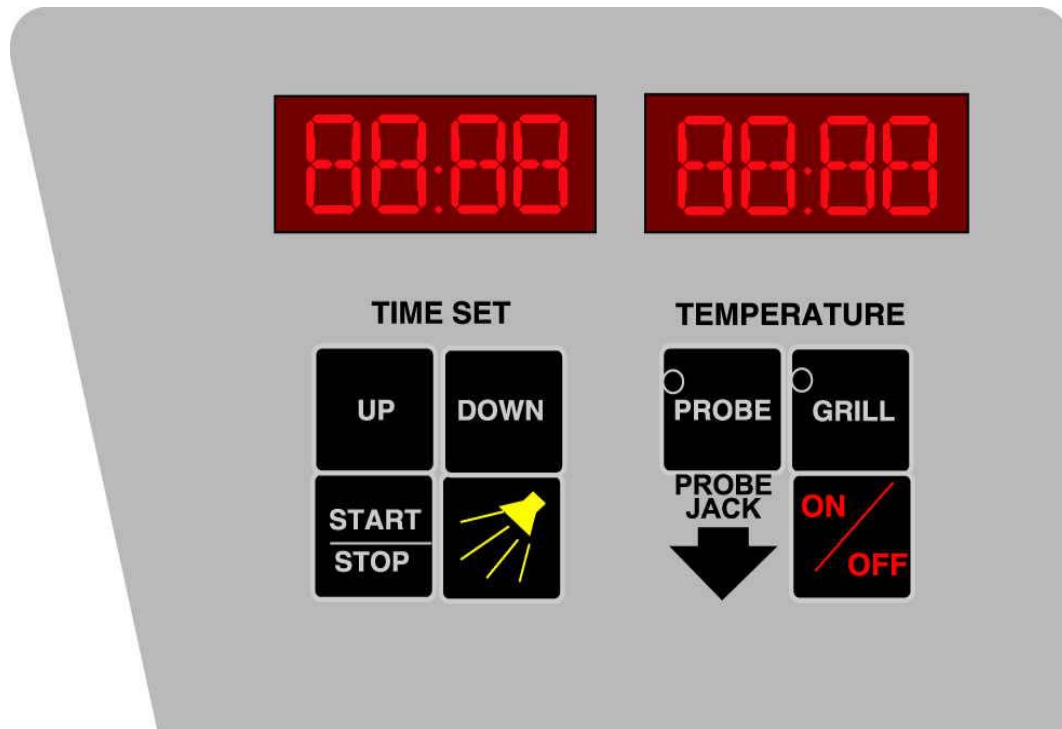 88:88 88:88
TIME SET TEMPERATURE
UP DOWN PROBE GRILL
PROBE
JACK
START
STOP
ON
OFF